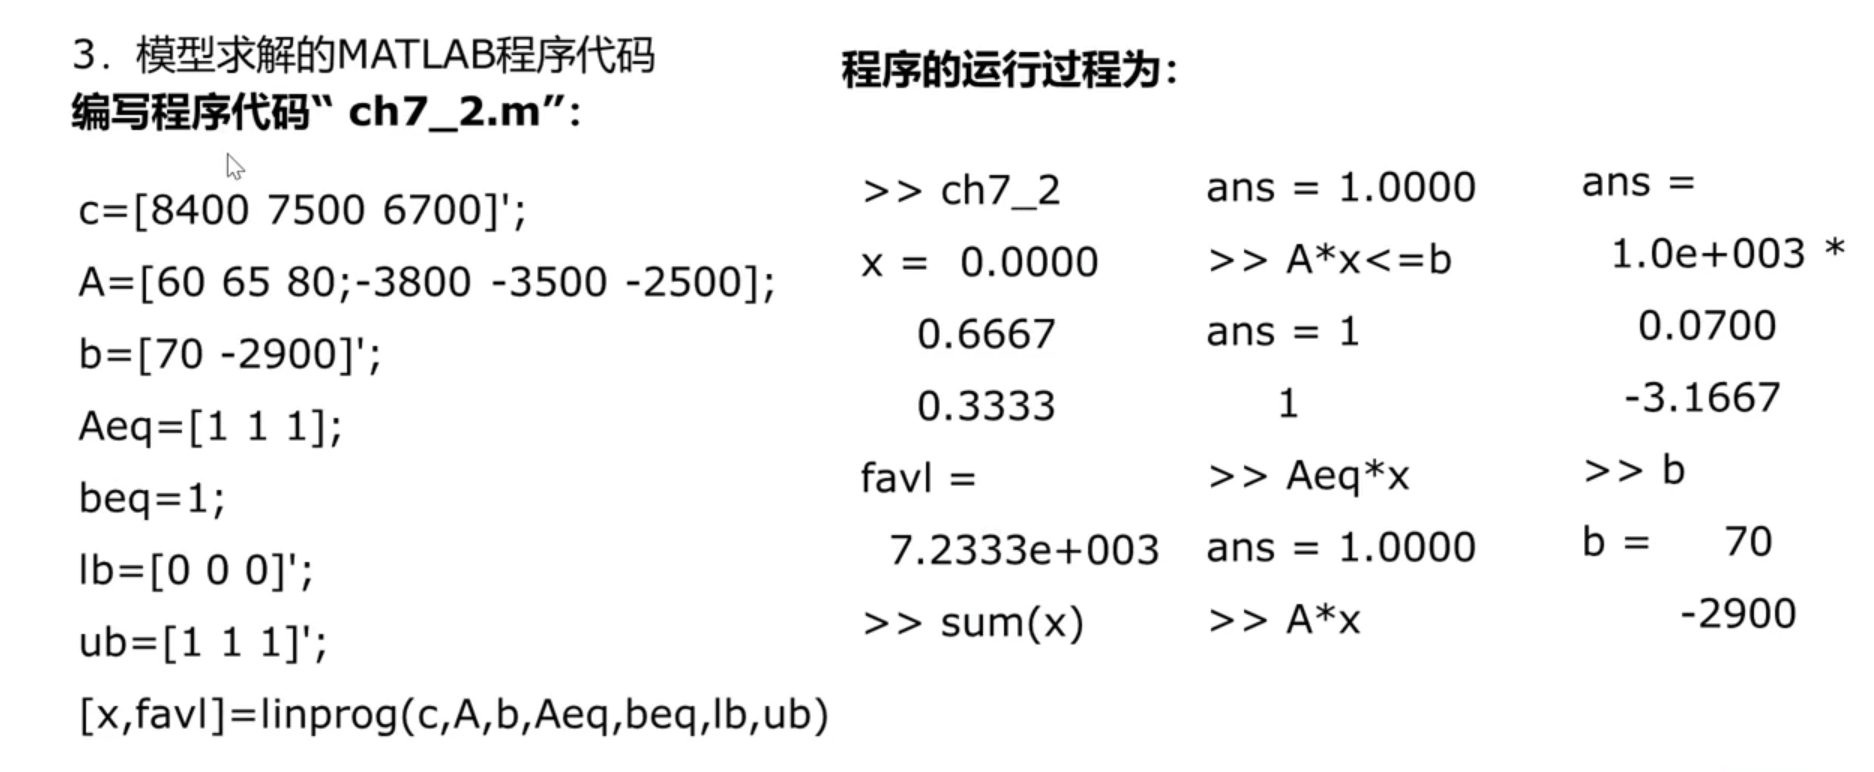 3．模型求解的MATLAB程序代码
编写程序代码“ ch7_2.m”：
c=[8400 7500 6700]';
A=[60 65 80;-3800 -3500 -2500];
b=[70 -2900]';
Aeq=[1 1 1];
beq=1;
lb=[0 0 0]';
ub=[1 1 1]';
[x,favl]=linprog(c,A,b,Aeq,beq,lb,ub)
程序的运行过程为：
>> ch7_2
x = 0.0000
0.6667
0.3333
favl =
7.2333e+003
>> sum(x)
ans = 1.0000
>> A*x<=b
ans = 1
1
>> Aeq*x
ans = 1.0000
>> A*x
ans =
1.0e+003 *
0.0700
-3.1667
>> b
b = 70
-2900